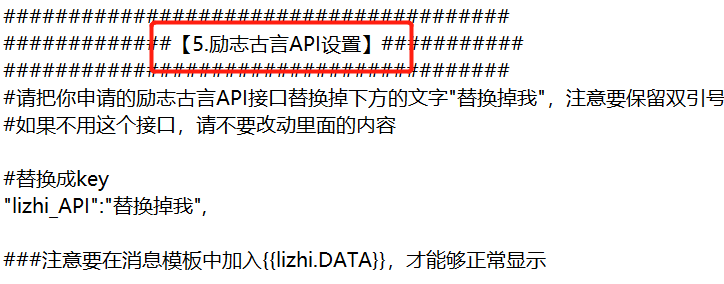 ########################################
#############【5.励志古言API设置】###########
########################################
#请把你申请的励志古言API接口替换掉下方的文字"替换掉我"，注意要保留双引号
#如果不用这个接口，请不要改动里面的内容
#替换成key
"lizhi_API":"替换掉我",
###注意要在消息模板中加入{{lizhi.DATA}}，才能够正常显示